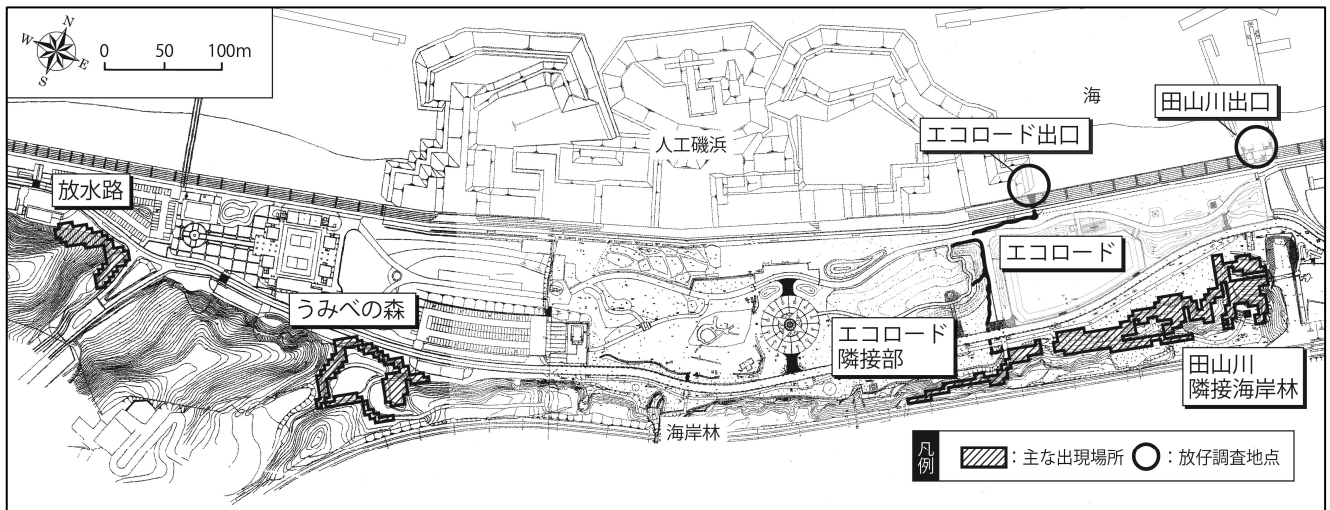 N
W
E
S
0 50 100m
海
田山川出口
エコロード出口
人工磯浜
放水路
エコロード
うみべの森
エコロード
隣接部
田山川
隣接海岸林
海岸林
凡例
:主な出現場所
:放仔調査地点